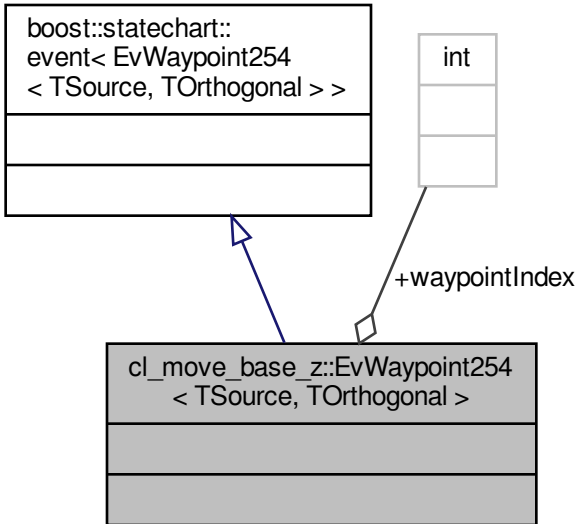 boost::statechart::
event< EvWaypoint254
< TSource, TOrthogonal > >
int
+waypointIndex
cl_move_base_z::EvWaypoint254
< TSource, TOrthogonal >